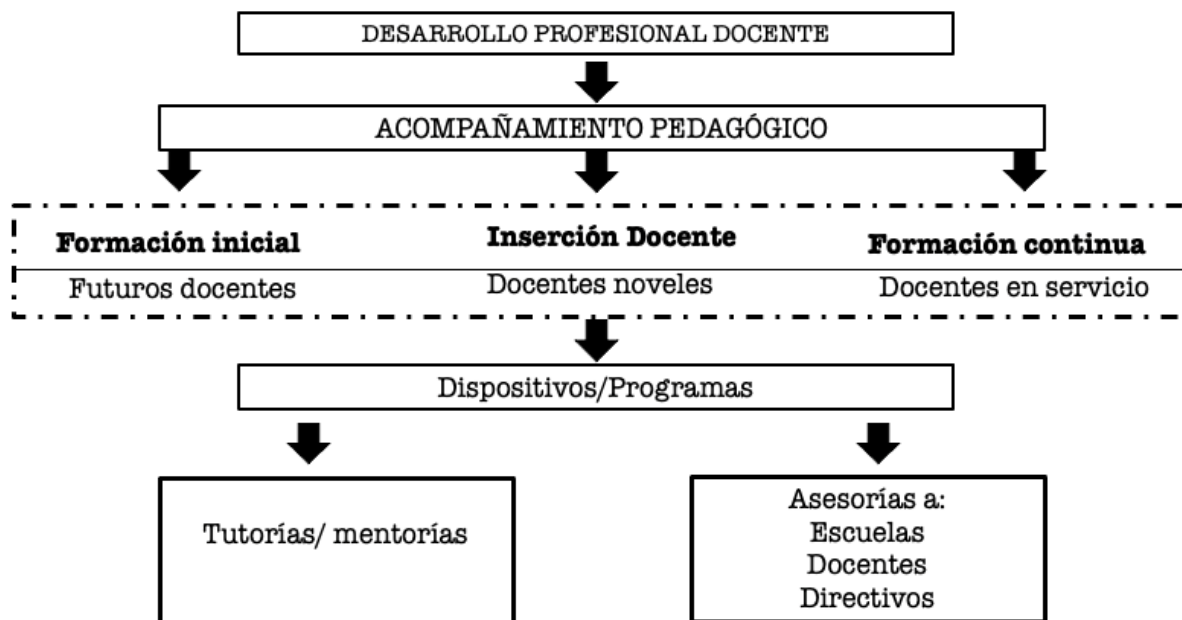 DESARROLLO PROFESIONAL DOCENTE
ACOMPAÑAMIENTO PEDAGÓGICO
Formación inicial
Inserción Docente
Formación continua
Futuros docentes
Docentes noveles
Docentes en servicio
Dispositivos/Programas
Tutorías/ mentorías
Asesorías a:
Escuelas
Docentes
Directivos